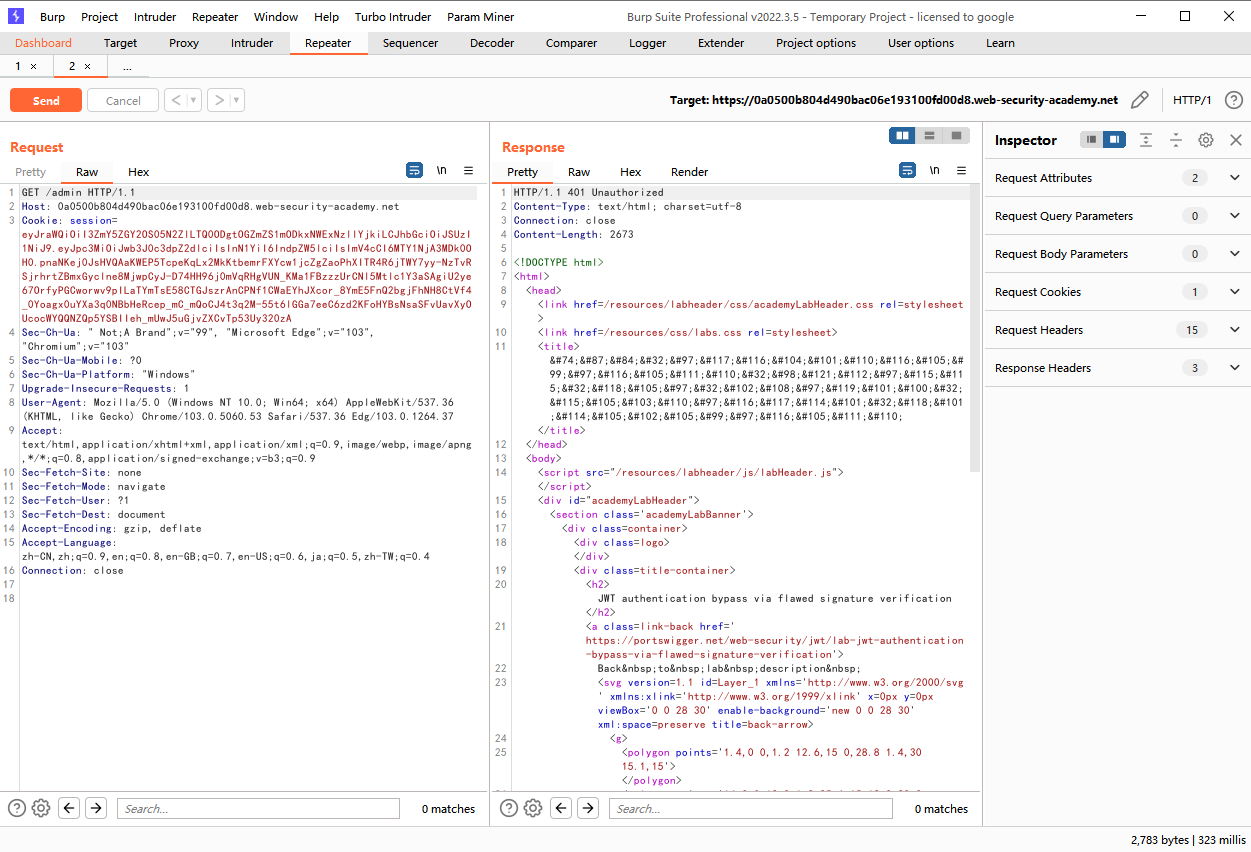 Burp Project Intruder Repeater Window Help Turbo Intruder Param Miner
Burp Suite Professional v2022.3.5 - Temporary Project - licensed to google
Dashboard Target Proxy Intruder Repeater Sequencer Decoder Comparer Logger Extender Project options User options Learn
1 × 2 × ...
Send Cancel < >
Target: https://0a0500b804d490bac06e193100fd00d8.web-security-academy.net
HTTP/1 ?
Request
Pretty Raw Hex
\n
1 GET /admin HTTP/1.1
2 Host: 0a0500b804d490bac06e193100fd00d8.web-security-academy.net
3 Cookie: session=
4 Sec-Ch-Ua: " Not;A Brand";v="99", "Microsoft Edge";v="103",
"Chromium";v="103"
5 Sec-Ch-Ua-Mobile: ?0
6 Sec-Ch-Ua-Platform: "Windows"
7 Upgrade-Insecure-Requests: 1
8 User-Agent: Mozilla/5.0 (Windows NT 10.0; Win64; x64) AppleWebKit/537.36
(KHTML, like Gecko) Chrome/103.0.5060.53 Safari/537.36 Edg/103.0.1264.37
9 Accept:
text/html,application/xhtml+xml,application/xml;q=0.9,image/webp,image/apng
,*/*;q=0.8,application/signed-exchange;v=b3;q=0.9
10 Sec-Fetch-Site: none
11 Sec-Fetch-Mode: navigate
12 Sec-Fetch-User: ?1
13 Sec-Fetch-Dest: document
14 Accept-Encoding: gzip, deflate
15 Accept-Language:
zh-CN,zh;q=0.9,en;q=0.8,en-GB;q=0.7,en-US;q=0.6,ja;q=0.5,zh-TW;q=0.4
16 Connection: close
17
18
? Search... 0 matches
Response
Pretty Raw Hex Render
\n
1 HTTP/1.1 401 Unauthorized
2 Content-Type: text/html; charset=utf-8
3 Connection: close
4 Content-Length: 2673
5
6 <!DOCTYPE html>
7 <html>
8 <head>
9 <link href=/resources/labheader/css/academyLabHeader.css rel=stylesheet
>
10 <link href=/resources/css/labs.css rel=stylesheet>
11 <title>
&#74;&#87;&#84;&#32;&#97;&#117;&#116;&#104;&#101;&#110;&#116;&#105;&#
99;&#97;&#116;&#105;&#111;&#110;&#32;&#98;&#121;&#112;&#97;&#115;&#11
5;&#32;&#118;&#105;&#97;&#32;&#102;&#108;&#97;&#119;&#101;&#100;&#32;
&#115;&#105;&#103;&#110;&#97;&#116;&#117;&#114;&#101;&#32;&#118;&#101
;&#114;&#105;&#102;&#105;&#99;&#97;&#116;&#105;&#111;&#110;
</title>
12 </head>
13 <body>
14 <script src="/resources/labheader/js/labHeader.js">
</script>
15 <div id="academyLabHeader">
16 <section class='academyLabBanner'>
17 <div class=container>
18 <div class=logo>
</div>
19 <div class=title-container>
20 <h2>
JWT authentication bypass via flawed signature verification
</h2>
21 <a class=link-back href='
https://portswigger.net/web-security/jwt/lab-jwt-authentication
-bypass-via-flawed-signature-verification'>
22 Back&nbsp;to&nbsp;lab&nbsp;description&nbsp;
23 <svg version=1.1 id=Layer_1 xmlns='http://www.w3.org/2000/svg
' xmlns:xlink='http://www.w3.org/1999/xlink' x=0px y=0px
viewBox='0 0 28 30' enable-background='new 0 0 28 30'
xml:space=preserve title=back-arrow>
24 <g>
25 <polygon points='1.4,0 0,1.2 12.6,15 0,28.8 1.4,30
15.1,15'>
</polygon>
? Search... 0 matches
Inspector
Request Attributes 2
Request Query Parameters 0
Request Body Parameters 0
Request Cookies 1
Request Headers 15
Response Headers 3
2,783 bytes | 323 millis